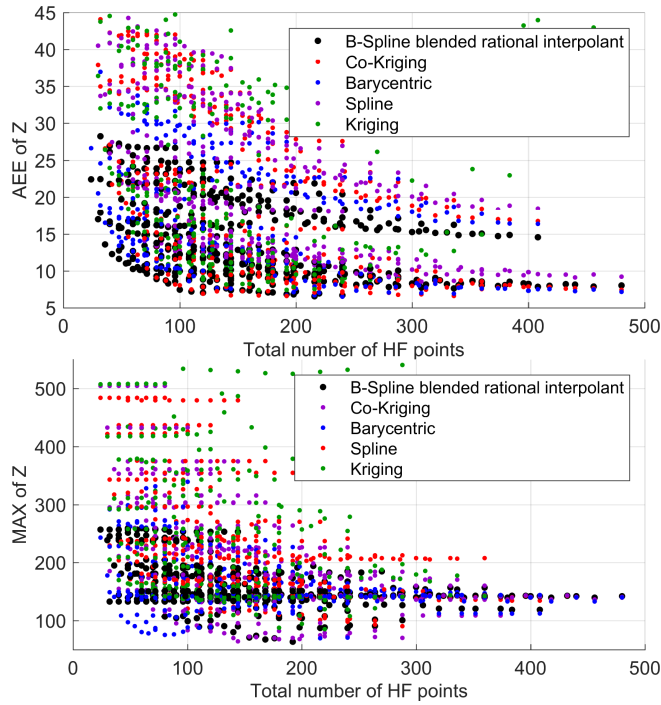 45
40
35
30
25
20
15
10
5
AEE of Z
B-Spline blended rational interpolant
Co-Kriging
Barycentric
Spline
Kriging
0 100 200 300 400 500
Total number of HF points
500
400
300
200
100
MAX of Z
B-Spline blended rational interpolant
Co-Kriging
Barycentric
Spline
Kriging
0 100 200 300 400 500
Total number of HF points